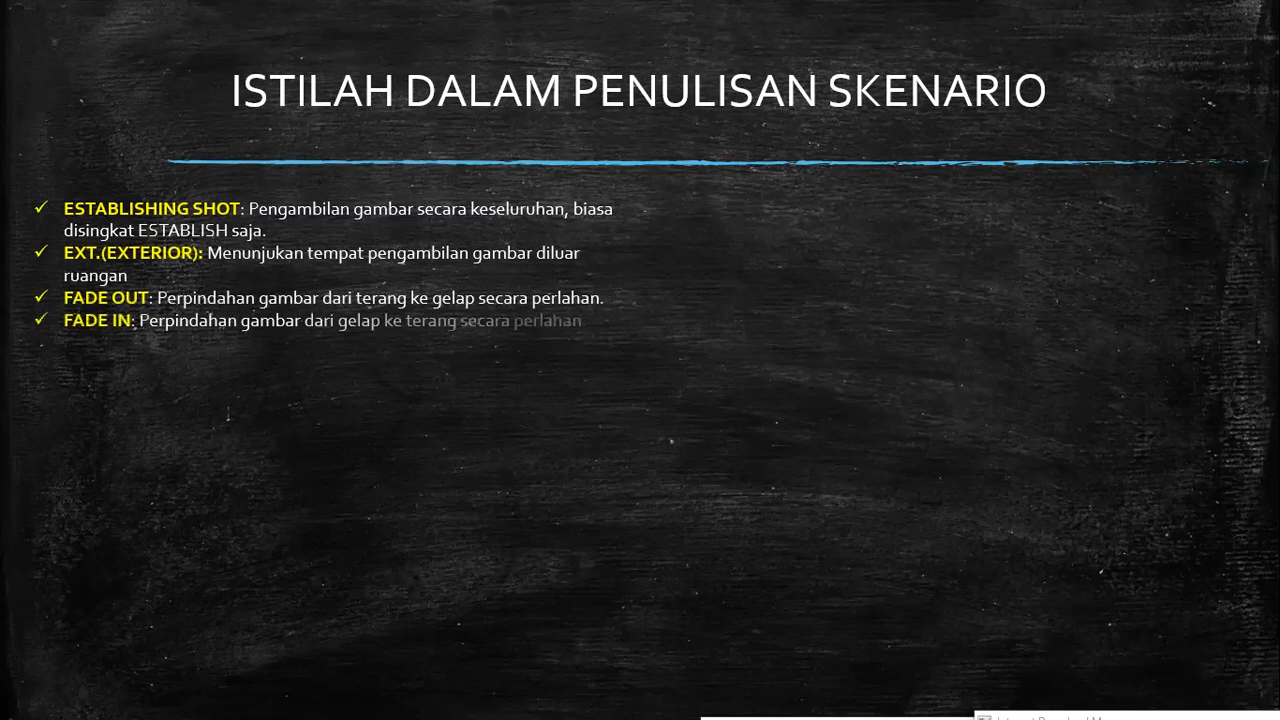 ISTILAH DALAM PENULISAN SKENARIO
ESTABLISHING SHOT: Pengambilan gambar secara keseluruhan, biasa
disingkat ESTABLISH saja.
EXT.(EXTERIOR): Menunjukan tempat pengambilan gambar diluar
ruangan
FADE OUT: Perpindahan gambar dari terang ke gelap secara perlahan.
FADE IN: Perpindahan gambar dari gelap ke terang secara perlahan.